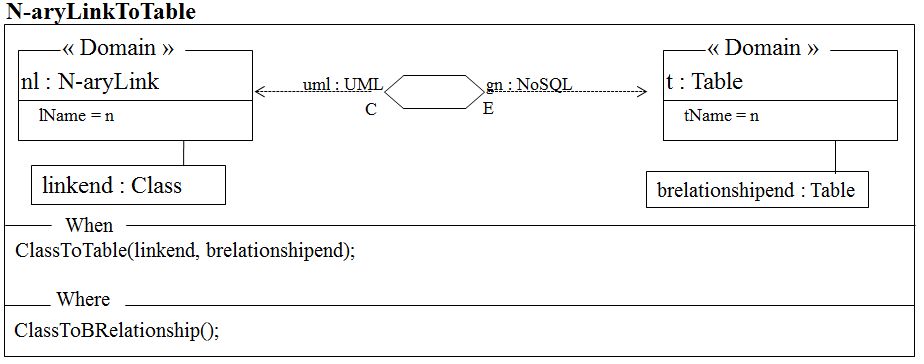 N-aryLinkToTable
« Domain »
« Domain »
nl : N-aryLink
uml : UML
gn : NoSQL
t : Table
lName = n
C
E
tName = n
linkend : Class
brelationshipend : Table
When
ClassToTable(linkend, brelationshipend);
Where
ClassToBRelationship();